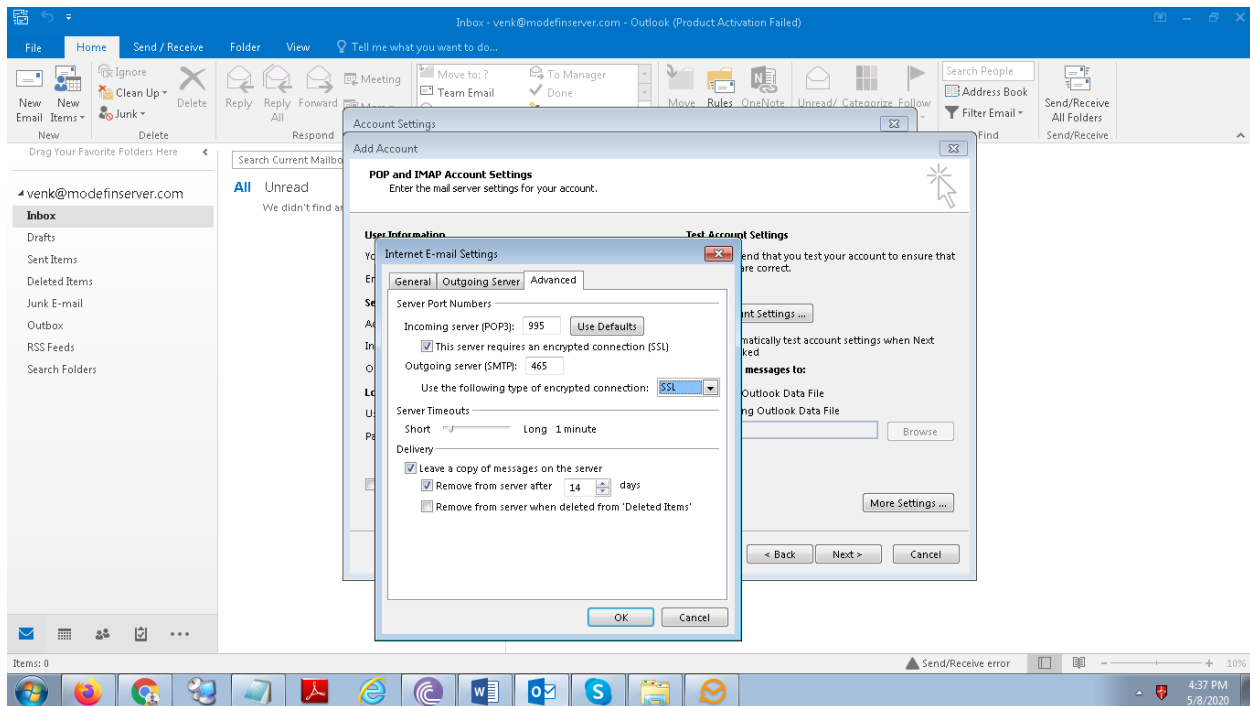 Inbox - venk@modefinserver.com - Outlook (Product Activation Failed)
File Home Send / Receive Folder View Tell me what you want to do...
New Email
New Items
Ignore
Clean Up
Junk
Delete
Reply
Reply All
Forward
Meeting
Move to: ?
Team Email
To Manager
Done
Move
Rules
OneNote
Unread/
Categorize
Follow
Search People
Address Book
Filter Email
Send/Receive All Folders
New Delete Respond Find Send/Receive
Drag Your Favorite Folders Here
venk@modefinserver.com
Inbox
Drafts
Sent Items
Deleted Items
Junk E-mail
Outbox
RSS Feeds
Search Folders
Search Current Mailbo
All Unread
We didn't find
Account Settings
Add Account
POP and IMAP Account Settings
Enter the mail server settings for your account.
User Information
Test Account Settings
end that you test your account to ensure that
are correct.
nt Settings ...
matically test account settings when Next
ked
messages to:
Outlook Data File
ng Outlook Data File
Browse
More Settings ...
< Back Next > Cancel
Internet E-mail Settings
General Outgoing Server Advanced
Server Port Numbers
Incoming server (POP3): 995 Use Defaults
This server requires an encrypted connection (SSL)
Outgoing server (SMTP): 465
Use the following type of encrypted connection: SSL
Server Timeouts
Short Long 1 minute
Delivery
Leave a copy of messages on the server
Remove from server after 14 days
Remove from server when deleted from 'Deleted Items'
OK Cancel
Items: 0
Send/Receive error
10%
4:37 PM
5/8/2020